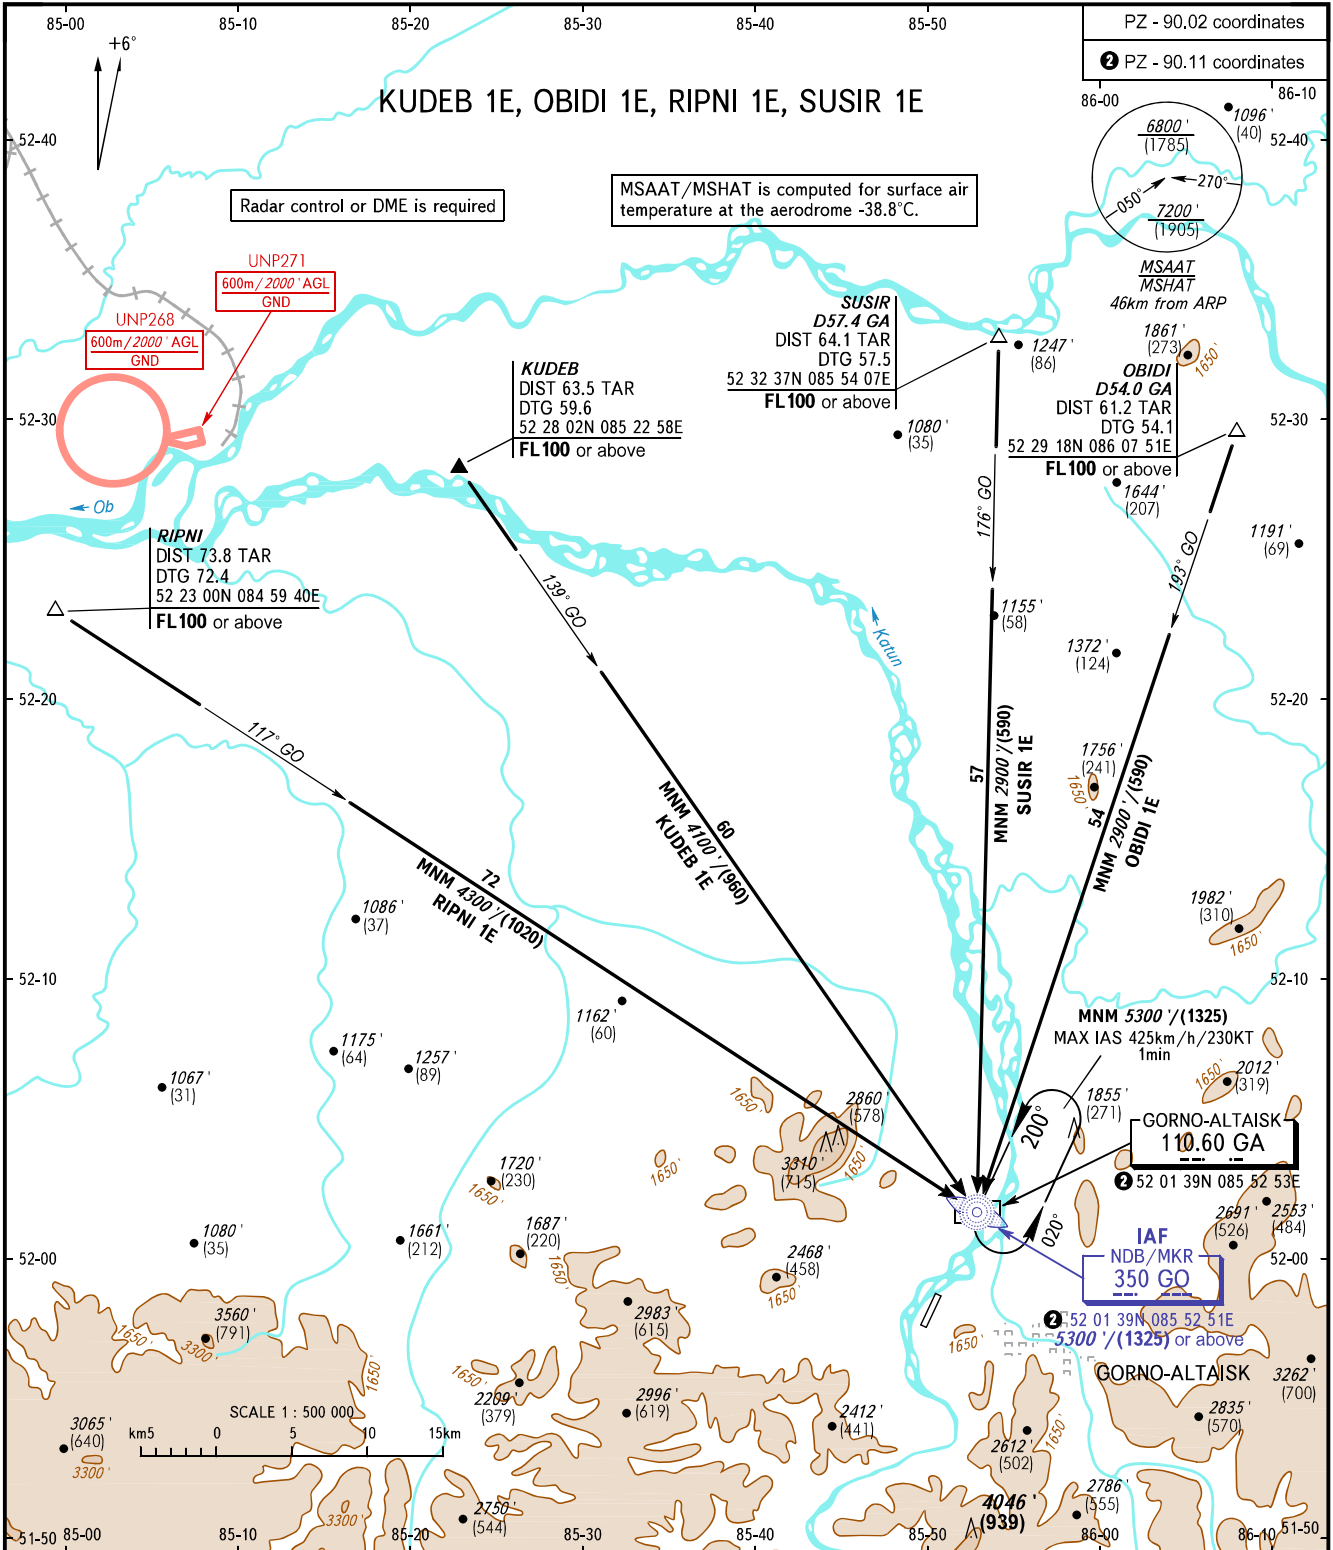 85-00
85-10
85-20
85-30
85-40
85-50
PZ - 90.02 coordinates
❷ PZ - 90.11 coordinates
86-00
86-10
+6°
KUDEB 1E, OBIDI 1E, RIPNI 1E, SUSIR 1E
52-40
52-40
1096'
(40)
6800'
(1785)
050°
270°
7200'
(1905)
MSAAT
MSHAT
46km from ARP
Radar control or DME is required
MSAAT/MSHAT is computed for surface air
temperature at the aerodrome -38.8°C.
UNP271
600m/2000' AGL
GND
UNP268
600m/2000' AGL
GND
SUSIR
D57.4 GA
DIST 64.1 TAR
DTG 57.5
52 32 37N 085 54 07E
FL100 or above
1247'
(86)
1861'
(273)
1650'
OBIDI
D54.0 GA
DIST 61.2 TAR
DTG 54.1
52 29 18N 086 07 51E
FL100 or above
KUDEB
DIST 63.5 TAR
DTG 59.6
52 28 02N 085 22 58E
FL100 or above
52-30
52-30
1080'
(35)
1644'
(207)
1191'
(69)
Ob
RIPNI
DIST 73.8 TAR
DTG 72.4
52 23 00N 084 59 40E
FL100 or above
176° GO
193° GO
139° GO
117° GO
Katun
1155'
(58)
1372'
(124)
52-20
52-20
1756'
(241)
1650'
57
MNM 2900'/(590)
SUSIR 1E
54
MNM 2900'/(590)
OBIDI 1E
60
MNM 4100'/(960)
KUDEB 1E
72
MNM 4300'/(1020)
RIPNI 1E
1086'
(37)
1982'
(310)
1650'
52-10
52-10
1162'
(60)
MNM 5300'/(1325)
MAX IAS 425km/h/230KT
1min
1175'
(64)
1257'
(89)
1067'
(31)
1650'
2012'
(319)
1650'
2860'
(578)
1855'
(271)
200°
020°
GORNO-ALTAISK
110.60 GA
❷ 52 01 39N 085 52 53E
3310'
(715)
1650'
1650'
1720'
(230)
1650'
1080'
(35)
1661'
(212)
1687'
(220)
1650'
2468'
(458)
1650'
2691'
(526)
2553'
(484)
IAF
NDB/MKR
350 GO
❷ 52 01 39N 085 52 51E
5300'/(1325) or above
52-00
52-00
3560'
(791)
1650'
3300'
1650'
2983'
(615)
1650'
GORNO-ALTAISK
3262'
(700)
1650'
2209'
(379)
2996'
(619)
2412'
(441)
2835'
(570)
SCALE 1 : 500 000
km5
0
5
10
15km
3065'
(640)
3300'
2612'
(502)
1650'
2750'
(544)
3300'
4046'
(939)
2786'
(555)
51-50
85-00
85-10
85-20
85-30
85-40
85-50
86-00
86-10
51-50